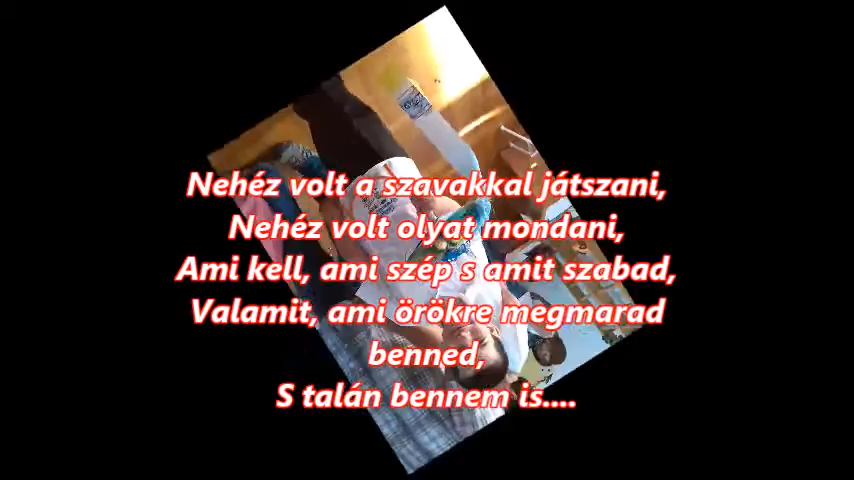 Nehéz volt a szavakkal játszani,
Nehéz volt olyat mondani,
Ami kell, ami szép s amit szabad,
Valamit, ami örökre megmarad
benned,
S talán bennem is....